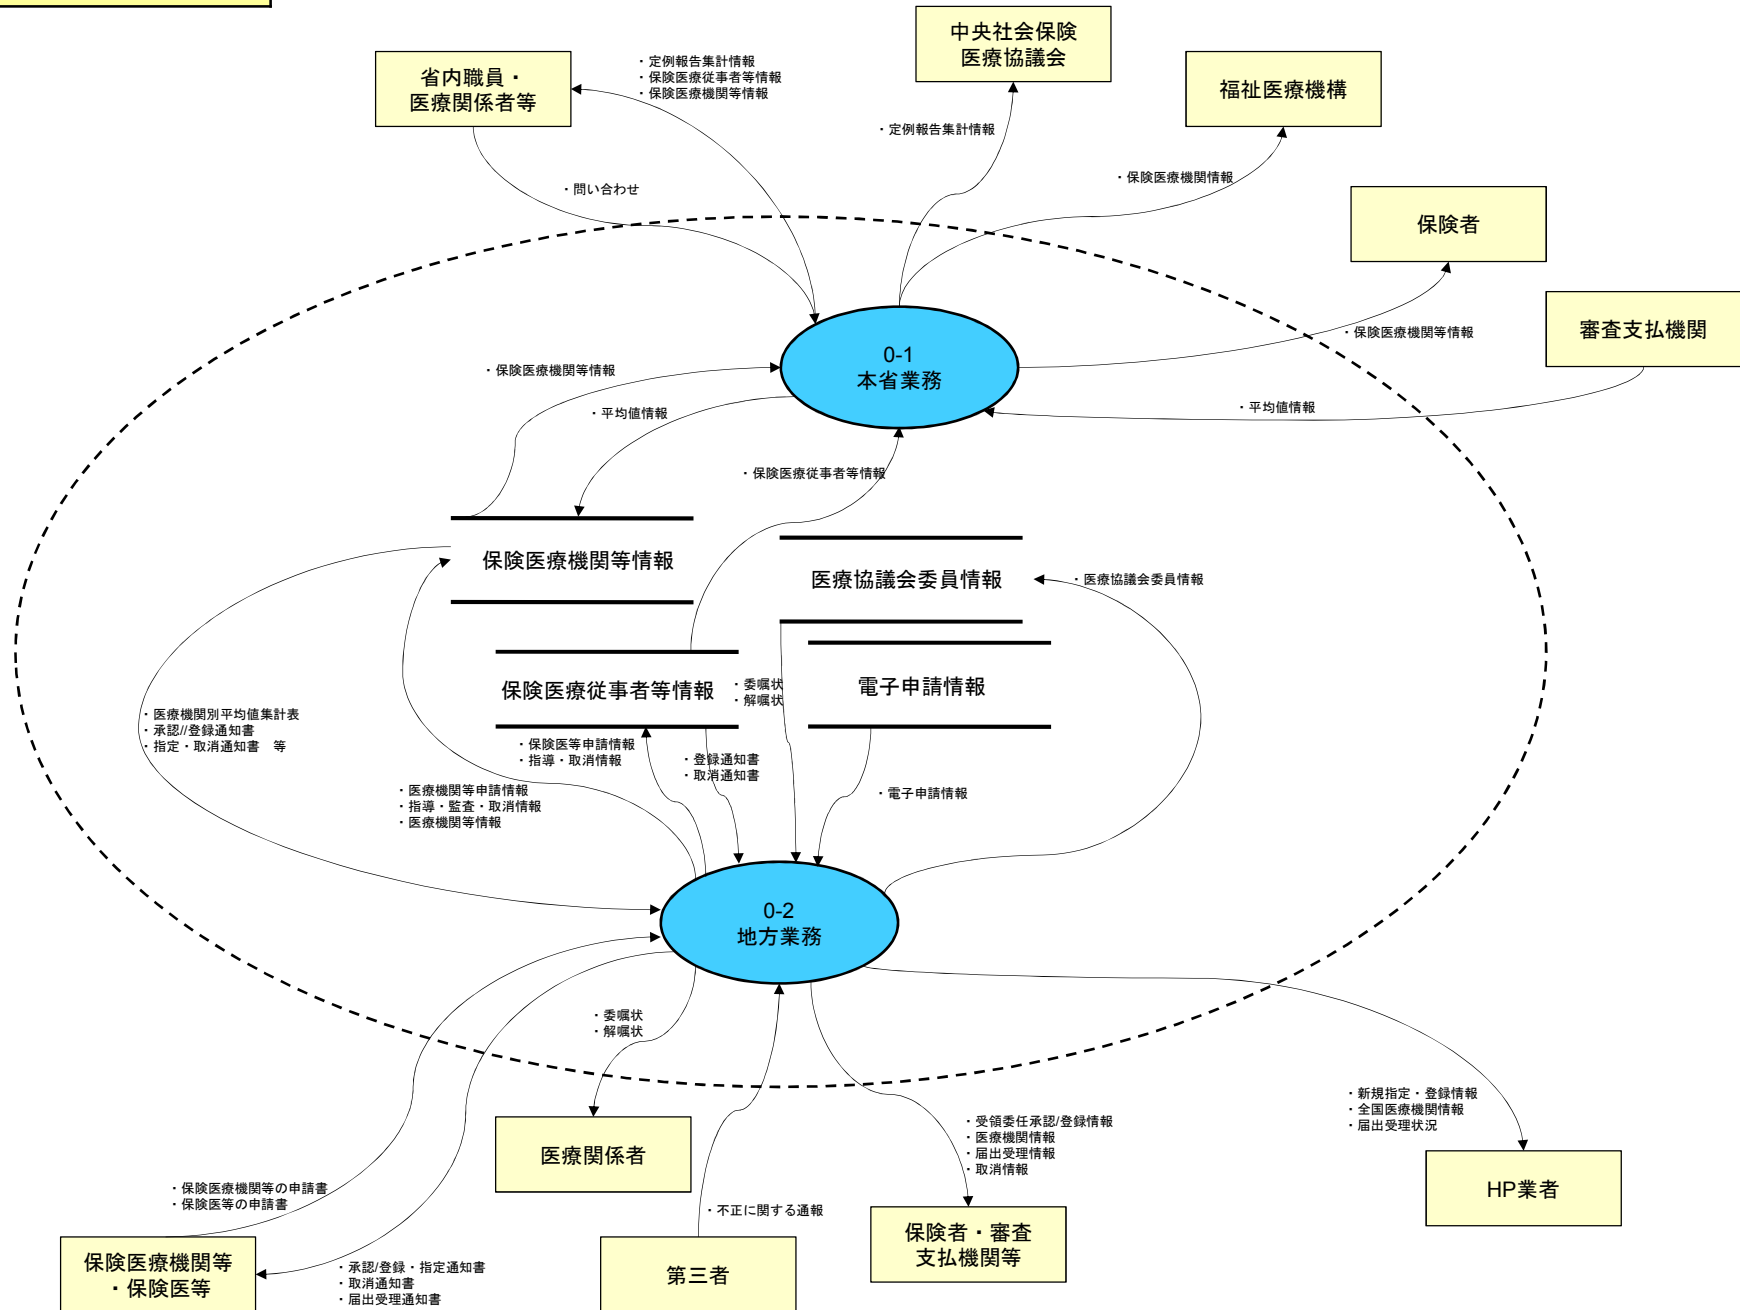 中央社会保険
医療協議会
省内職員・
医療関係者等
・定例報告集計情報
・保険医療従事者等情報
・保険医療機関等情報
福祉医療機構
・定例報告集計情報
・保険医療機関情報
・問い合わせ
保険者
審査支払機関
・保険医療機関等情報
0-1
本省業務
・保険医療機関等情報
・平均値情報
・平均値情報
・保険医療従事者等情報
保険医療機関等情報
医療協議会委員情報
・医療協議会委員情報
保険医療従事者等情報
・委嘱状
・解嘱状
電子申請情報
・医療機関別平均値集計表
・承認//登録通知書
・指定・取消通知書　等
・保険医等申請情報
・指導・取消情報
・登録通知書
・取消通知書
・医療機関等申請情報
・指導・監査・取消情報
・医療機関等情報
・電子申請情報
0-2
地方業務
・委嘱状
・解嘱状
・新規指定・登録情報
・全国医療機関情報
・届出受理状況
・受領委任承認/登録情報
・医療機関情報
・届出受理情報
・取消情報
医療関係者
HP業者
・保険医療機関等の申請書
・保険医等の申請書
・不正に関する通報
保険者・審査
支払機関等
保険医療機関等
・保険医等
・承認/登録・指定通知書
・取消通知書
・届出受理通知書
第三者